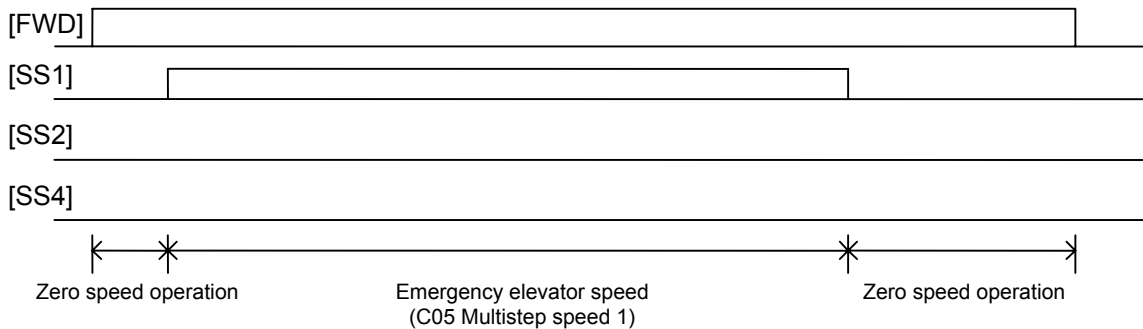 [FWD]
[SS1]
[SS2]
[SS4]
Zero speed operation
Emergency elevator speed
(C05 Multistep speed 1)
Zero speed operation